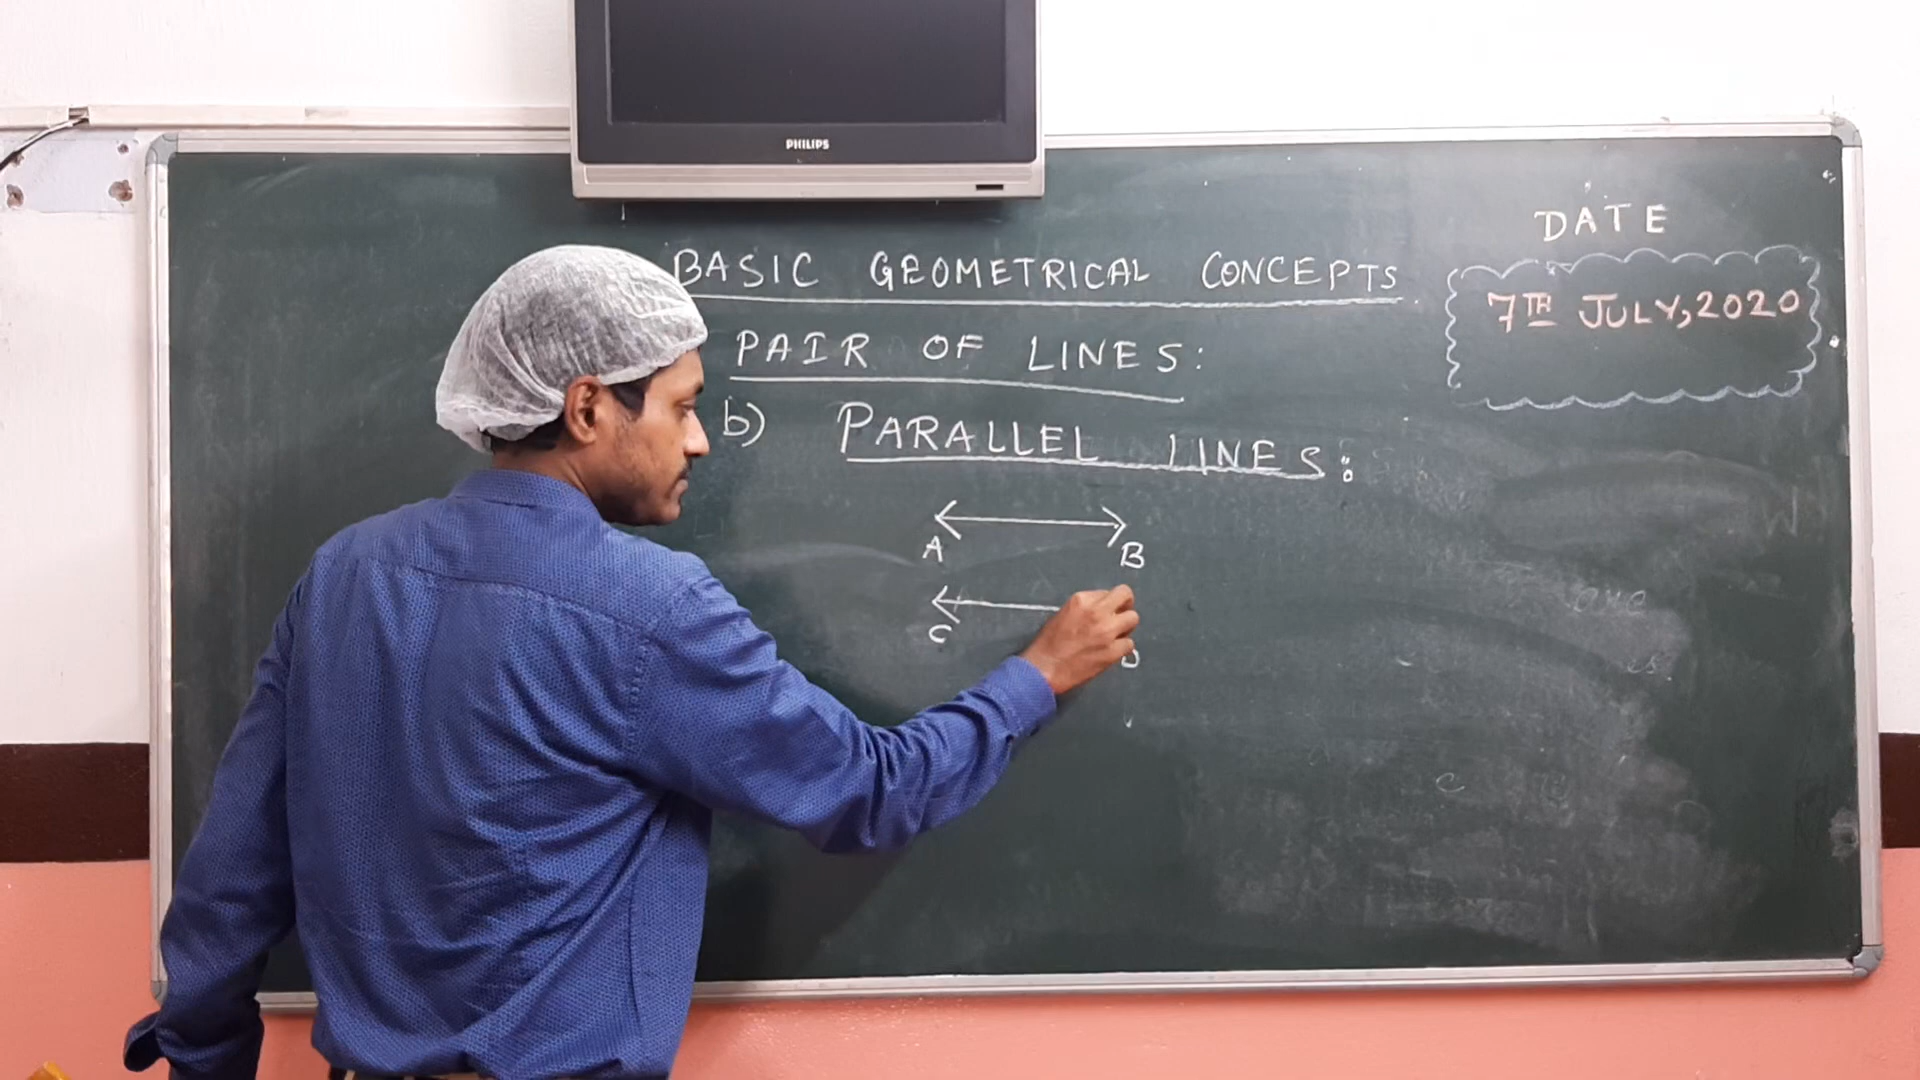 PHILIPS
DATE
7TH JULY, 2020
BASIC GEOMETRICAL CONCEPTS
PAIR OF LINES:
b) PARALLEL LINES:
A B
C D